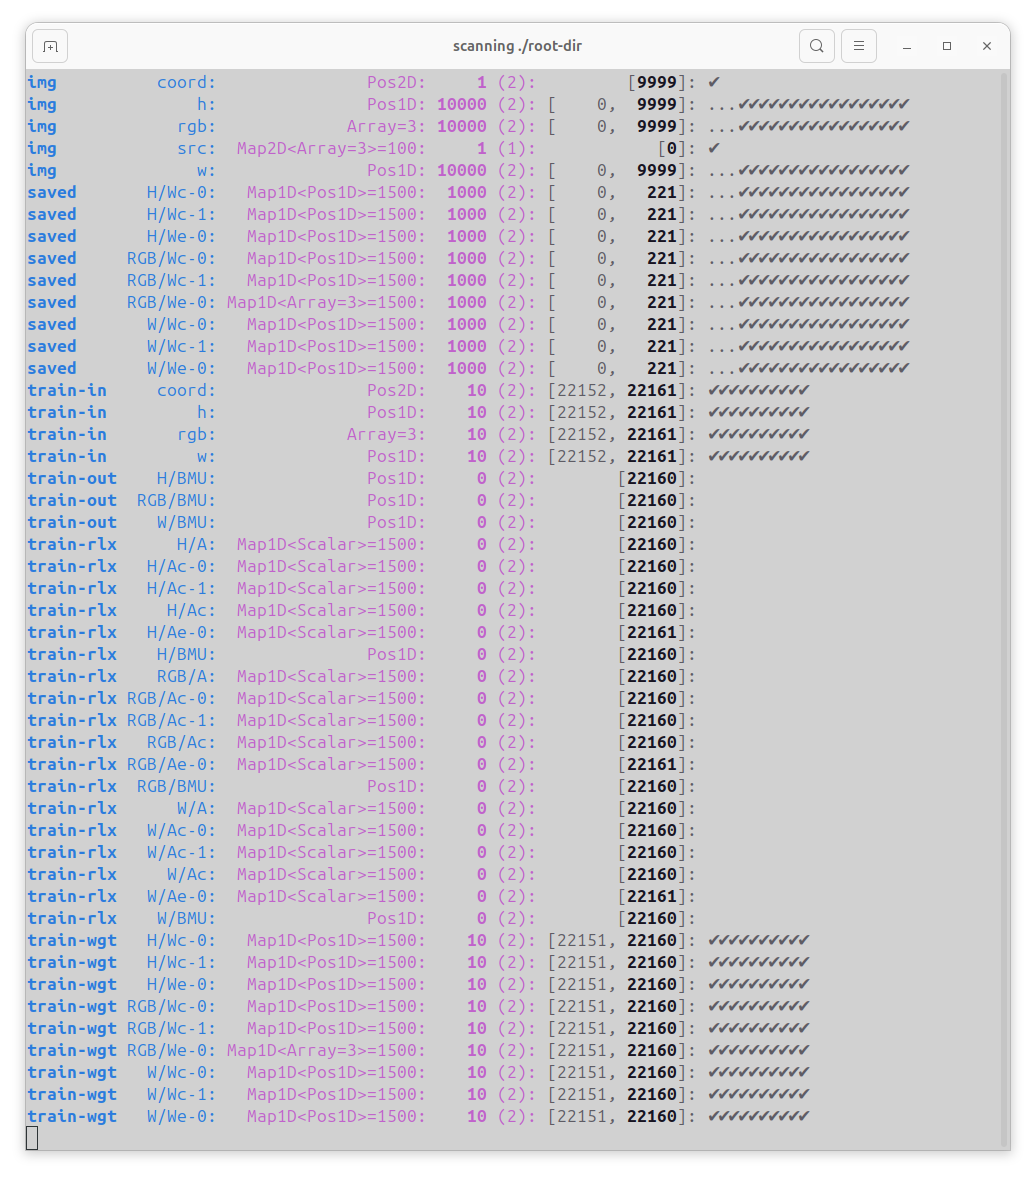 scanning ./root-dir
img coord: Pos2D: 1 (2): [9999]: ✔
img h: Pos1D: 10000 (2): [ 0, 9999]: ...✔✔✔✔✔✔✔✔✔✔✔✔✔✔✔✔✔
img rgb: Array=3: 10000 (2): [ 0, 9999]: ...✔✔✔✔✔✔✔✔✔✔✔✔✔✔✔✔✔
img src: Map2D<Array=3>=100: 1 (1): [0]: ✔
img w: Pos1D: 10000 (2): [ 0, 9999]: ...✔✔✔✔✔✔✔✔✔✔✔✔✔✔✔✔✔
saved H/Wc-0: Map1D<Pos1D>=1500: 1000 (2): [ 0, 221]: ...✔✔✔✔✔✔✔✔✔✔✔✔✔✔✔✔✔
saved H/Wc-1: Map1D<Pos1D>=1500: 1000 (2): [ 0, 221]: ...✔✔✔✔✔✔✔✔✔✔✔✔✔✔✔✔✔
saved H/We-0: Map1D<Pos1D>=1500: 1000 (2): [ 0, 221]: ...✔✔✔✔✔✔✔✔✔✔✔✔✔✔✔✔✔
saved RGB/Wc-0: Map1D<Pos1D>=1500: 1000 (2): [ 0, 221]: ...✔✔✔✔✔✔✔✔✔✔✔✔✔✔✔✔✔
saved RGB/Wc-1: Map1D<Pos1D>=1500: 1000 (2): [ 0, 221]: ...✔✔✔✔✔✔✔✔✔✔✔✔✔✔✔✔✔
saved RGB/We-0: Map1D<Array=3>=1500: 1000 (2): [ 0, 221]: ...✔✔✔✔✔✔✔✔✔✔✔✔✔✔✔✔✔
saved W/Wc-0: Map1D<Pos1D>=1500: 1000 (2): [ 0, 221]: ...✔✔✔✔✔✔✔✔✔✔✔✔✔✔✔✔✔
saved W/Wc-1: Map1D<Pos1D>=1500: 1000 (2): [ 0, 221]: ...✔✔✔✔✔✔✔✔✔✔✔✔✔✔✔✔✔
saved W/We-0: Map1D<Pos1D>=1500: 1000 (2): [ 0, 221]: ...✔✔✔✔✔✔✔✔✔✔✔✔✔✔✔✔✔
train-in coord: Pos2D: 10 (2): [22152, 22161]: ✔✔✔✔✔✔✔✔✔✔
train-in h: Pos1D: 10 (2): [22152, 22161]: ✔✔✔✔✔✔✔✔✔✔
train-in rgb: Array=3: 10 (2): [22152, 22161]: ✔✔✔✔✔✔✔✔✔✔
train-in w: Pos1D: 10 (2): [22152, 22161]: ✔✔✔✔✔✔✔✔✔✔
train-out H/BMU: Pos1D: 0 (2): [22160]:
train-out RGB/BMU: Pos1D: 0 (2): [22160]:
train-out W/BMU: Pos1D: 0 (2): [22160]:
train-rlx H/A: Map1D<Scalar>=1500: 0 (2): [22160]:
train-rlx H/Ac-0: Map1D<Scalar>=1500: 0 (2): [22160]:
train-rlx H/Ac-1: Map1D<Scalar>=1500: 0 (2): [22160]:
train-rlx H/Ac: Map1D<Scalar>=1500: 0 (2): [22160]:
train-rlx H/Ae-0: Map1D<Scalar>=1500: 0 (2): [22161]:
train-rlx H/BMU: Pos1D: 0 (2): [22160]:
train-rlx RGB/A: Map1D<Scalar>=1500: 0 (2): [22160]:
train-rlx RGB/Ac-0: Map1D<Scalar>=1500: 0 (2): [22160]:
train-rlx RGB/Ac-1: Map1D<Scalar>=1500: 0 (2): [22160]:
train-rlx RGB/Ac: Map1D<Scalar>=1500: 0 (2): [22160]:
train-rlx RGB/Ae-0: Map1D<Scalar>=1500: 0 (2): [22161]:
train-rlx RGB/BMU: Pos1D: 0 (2): [22160]:
train-rlx W/A: Map1D<Scalar>=1500: 0 (2): [22160]:
train-rlx W/Ac-0: Map1D<Scalar>=1500: 0 (2): [22160]:
train-rlx W/Ac-1: Map1D<Scalar>=1500: 0 (2): [22160]:
train-rlx W/Ac: Map1D<Scalar>=1500: 0 (2): [22160]:
train-rlx W/Ae-0: Map1D<Scalar>=1500: 0 (2): [22161]:
train-rlx W/BMU: Pos1D: 0 (2): [22160]:
train-wgt H/Wc-0: Map1D<Pos1D>=1500: 10 (2): [22151, 22160]: ✔✔✔✔✔✔✔✔✔✔
train-wgt H/Wc-1: Map1D<Pos1D>=1500: 10 (2): [22151, 22160]: ✔✔✔✔✔✔✔✔✔✔
train-wgt H/We-0: Map1D<Pos1D>=1500: 10 (2): [22151, 22160]: ✔✔✔✔✔✔✔✔✔✔
train-wgt RGB/Wc-0: Map1D<Pos1D>=1500: 10 (2): [22151, 22160]: ✔✔✔✔✔✔✔✔✔✔
train-wgt RGB/Wc-1: Map1D<Pos1D>=1500: 10 (2): [22151, 22160]: ✔✔✔✔✔✔✔✔✔✔
train-wgt RGB/We-0: Map1D<Array=3>=1500: 10 (2): [22151, 22160]: ✔✔✔✔✔✔✔✔✔✔
train-wgt W/Wc-0: Map1D<Pos1D>=1500: 10 (2): [22151, 22160]: ✔✔✔✔✔✔✔✔✔✔
train-wgt W/Wc-1: Map1D<Pos1D>=1500: 10 (2): [22151, 22160]: ✔✔✔✔✔✔✔✔✔✔
train-wgt W/We-0: Map1D<Pos1D>=1500: 10 (2): [22151, 22160]: ✔✔✔✔✔✔✔✔✔✔